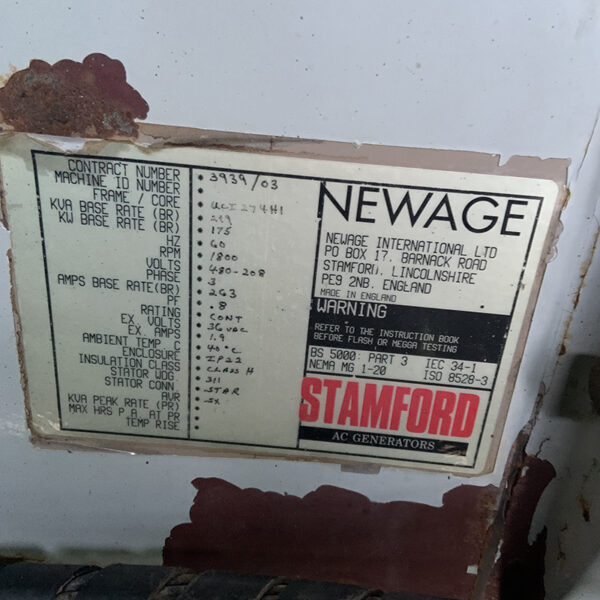 CONTRACT NUMBER 3939/03
MACHINE ID NUMBER
FRAME / CORE UCI274H1
KVA BASE RATE (BR) 219
KW BASE RATE (BR) 175
HZ 60
RPM 1800
VOLTS 480-208
PHASE 3
AMPS BASE RATE(BR) 263
PF .8
RATING CONT
EX. VOLTS 36 VDC
EX. AMPS 1.9
AMBIENT TEMP C 40°C
ENCLOSURE IP22
INSULATION CLASS CLASS H
STATOR WDG 311
STATOR CONN STAR
AVR SX
KVA PEAK RATE (PR)
MAX HRS P.A. AT PR
TEMP RISE
NEWAGE
NEWAGE INTERNATIONAL LTD
PO BOX 17, BARNACK ROAD
STAMFORD, LINCOLNSHIRE
PE9 2NB. ENGLAND
MADE IN ENGLAND
WARNING
REFER TO THE INSTRUCTION BOOK
BEFORE FLASH OR MEGGA TESTING
BS 5000: PART 3 IEC 34-1
NEMA MG 1-20 ISO 8528-3
STAMFORD
AC GENERATORS